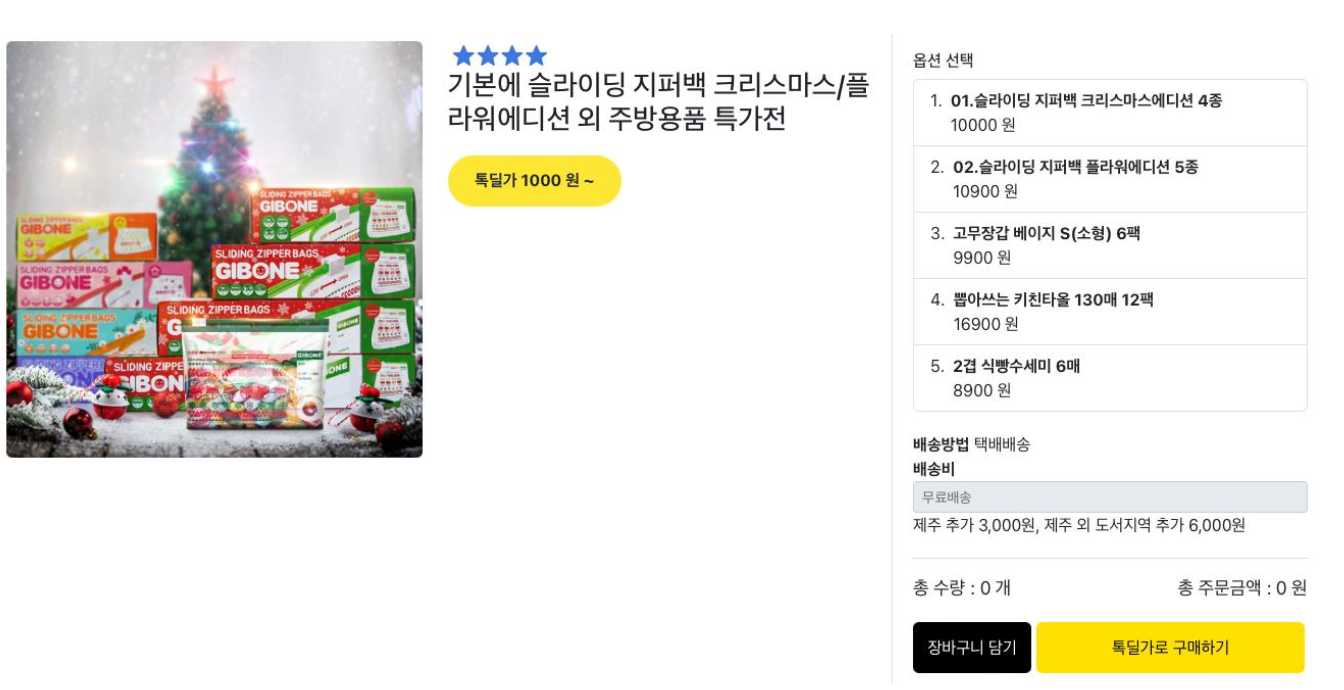 SLIDING ZIPPER BAGS
GIBONE
SLIDING ZIPPER BAGS
GIBONE
SLIDING ZIPPER BAGS
GIBONE
SLIDING ZIPPER BAGS
GIBONE
SLIDING ZIPPER BAGS
SLIDING ZIPPER BAGS
GIBONE
GIBONE
GIBONE
기본에 슬라이딩 지퍼백 크리스마스/플
라워에디션 외 주방용품 특가전
톡딜가 1000 원 ~
옵션 선택
1. 01.슬라이딩 지퍼백 크리스마스에디션 4종
10000 원
2. 02.슬라이딩 지퍼백 플라워에디션 5종
10900 원
3. 고무장갑 베이지 S(소형) 6팩
9900 원
4. 뽑아쓰는 키친타올 130매 12팩
16900 원
5. 2겹 식빵수세미 6매
8900 원
배송방법 택배배송
배송비
무료배송
제주 추가 3,000원, 제주 외 도서지역 추가 6,000원
총 수량 : 0 개
총 주문금액 : 0 원
장바구니 담기
톡딜가로 구매하기